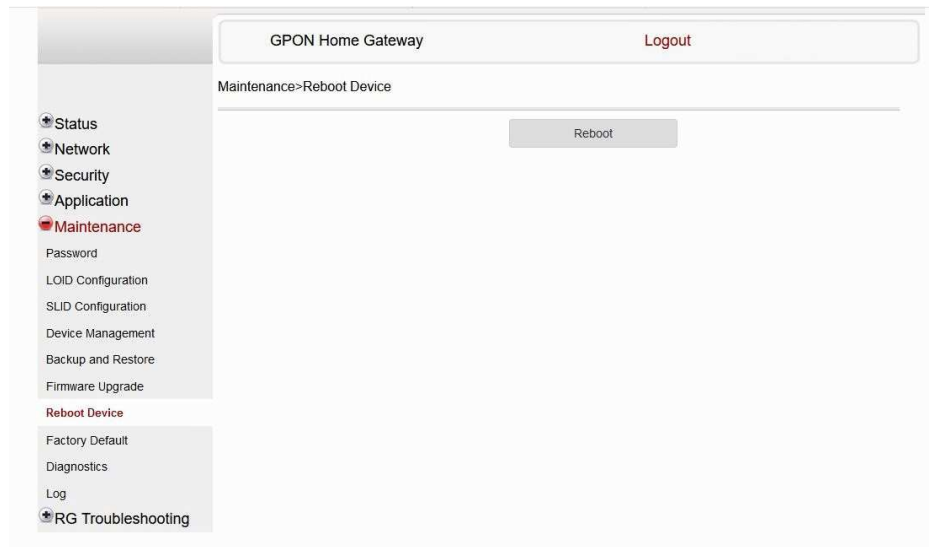 GPON Home Gateway
Logout
Maintenance>Reboot Device
Status
Network
Security
Application
Maintenance
Password
LOID Configuration
SLID Configuration
Device Management
Backup and Restore
Firmware Upgrade
Reboot Device
Factory Default
Diagnostics
Log
RG Troubleshooting
Reboot